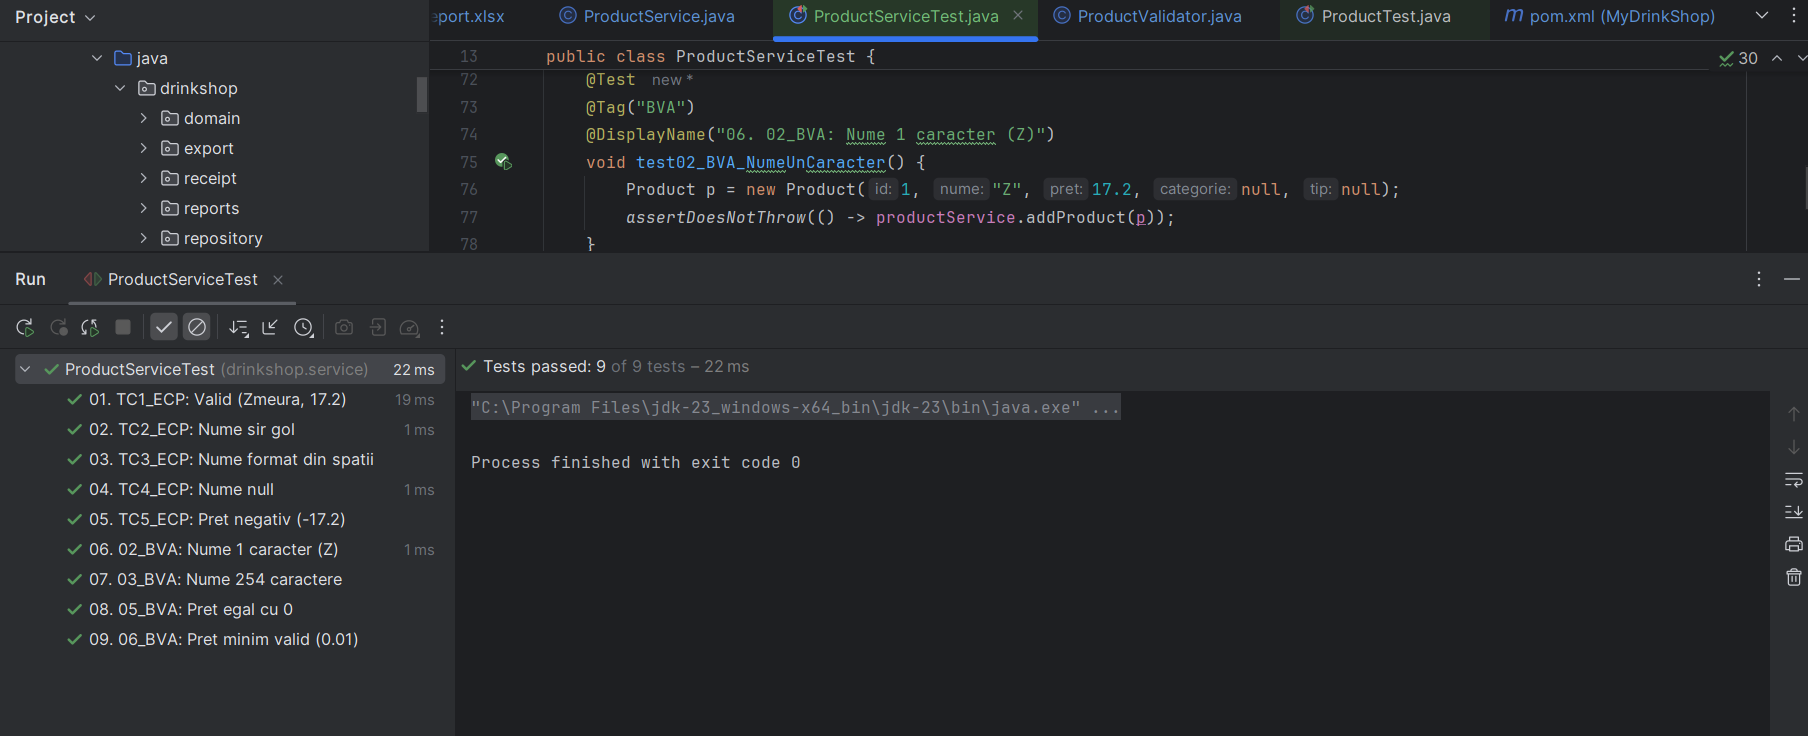 Project
port.xlsx
ProductService.java
ProductServiceTest.java
ProductValidator.java
ProductTest.java
m pom.xml (MyDrinkShop)
java
drinkshop
domain
export
receipt
reports
repository
13 public class ProductServiceTest {
30
72 @Test new *
73 @Tag("BVA")
74 @DisplayName("06. 02_BVA: Nume 1 caracter (Z)")
75 void test02_BVA_NumeUnCaracter() {
76 Product p = new Product( id: 1, nume: "Z", pret: 17.2, categorie: null, tip: null);
77 assertDoesNotThrow(() -> productService.addProduct(p));
78 }
Run ProductServiceTest
ProductServiceTest (drinkshop.service) 22 ms
01. TC1_ECP: Valid (Zmeura, 17.2) 19 ms
02. TC2_ECP: Nume sir gol 1 ms
03. TC3_ECP: Nume format din spatii
04. TC4_ECP: Nume null 1 ms
05. TC5_ECP: Pret negativ (-17.2)
06. 02_BVA: Nume 1 caracter (Z) 1 ms
07. 03_BVA: Nume 254 caractere
08. 05_BVA: Pret egal cu 0
09. 06_BVA: Pret minim valid (0.01)
Tests passed: 9 of 9 tests – 22 ms
"C:\Program Files\jdk-23_windows-x64_bin\jdk-23\bin\java.exe" ...
Process finished with exit code 0